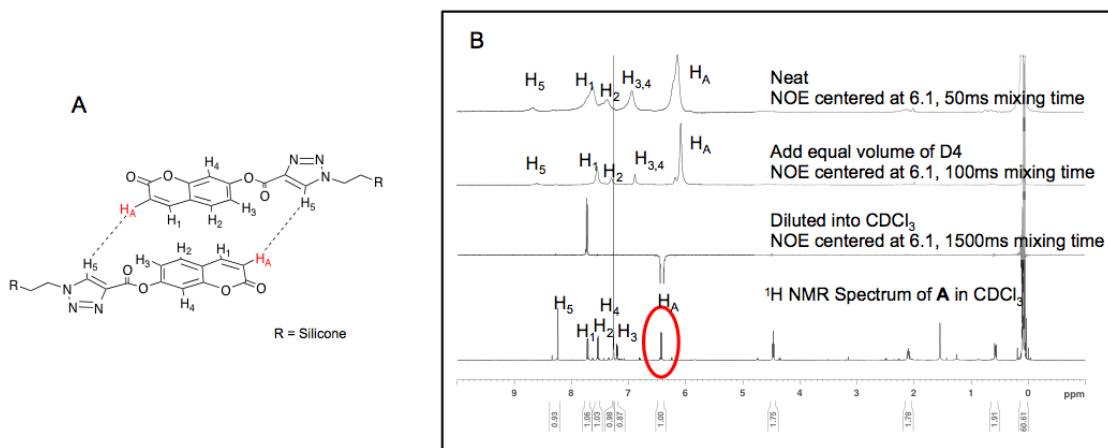 A
H4
O
O
O
O
N=N
N
R
HA
H1
H2
H3
H5
H5
H3
H2
H1
HA
N
N=N
R
O
O
H4
O
O
R = Silicone
B
H5
H1
H2
H3,4
HA
Neat
NOE centered at 6.1, 50ms mixing time
H5
H1
H2
H3,4
HA
Add equal volume of D4
NOE centered at 6.1, 100ms mixing time
Diluted into CDCl3
NOE centered at 6.1, 1500ms mixing time
1H NMR Spectrum of A in CDCl3
H5
H1
H2
H4
H3
HA
9 8 7 6 5 4 3 2 1 0 ppm
0.93 1.06 1.03 0.98 0.87 1.00 1.75 1.78 1.91 60.61